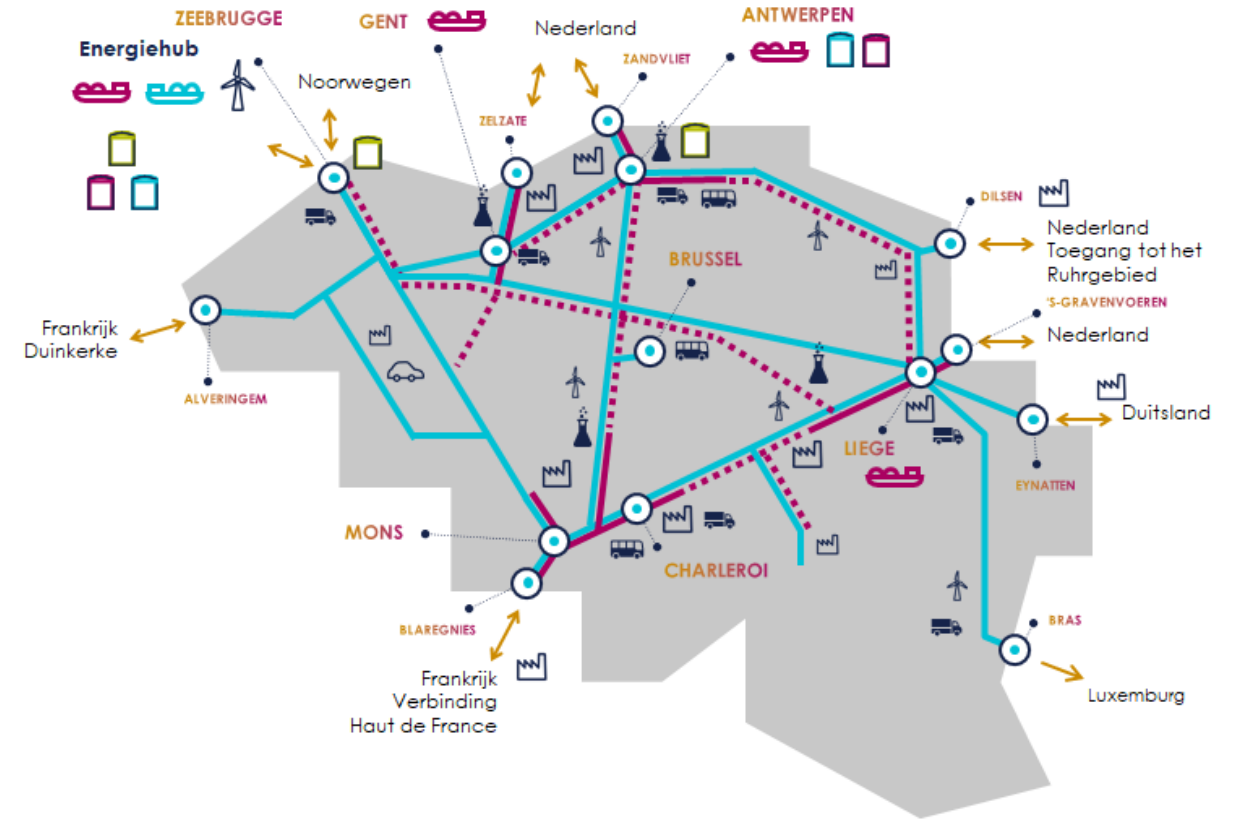 ZEEBRUGGE
GENT
ANTWERPEN
Nederland
Energiehub
ZANDVLIET
Noorwegen
ZELZATE
DILSEN
Nederland
Toegang tot het
Ruhrgebied
BRUSSEL
'S-GRAVENVOEREN
Nederland
Frankrijk
Duinkerke
ALVERINGEM
Duitsland
LIEGE
EYNATTEN
MONS
CHARLEROI
BLAREGNIES
BRAS
Frankrijk
Verbinding
Haut de France
Luxemburg